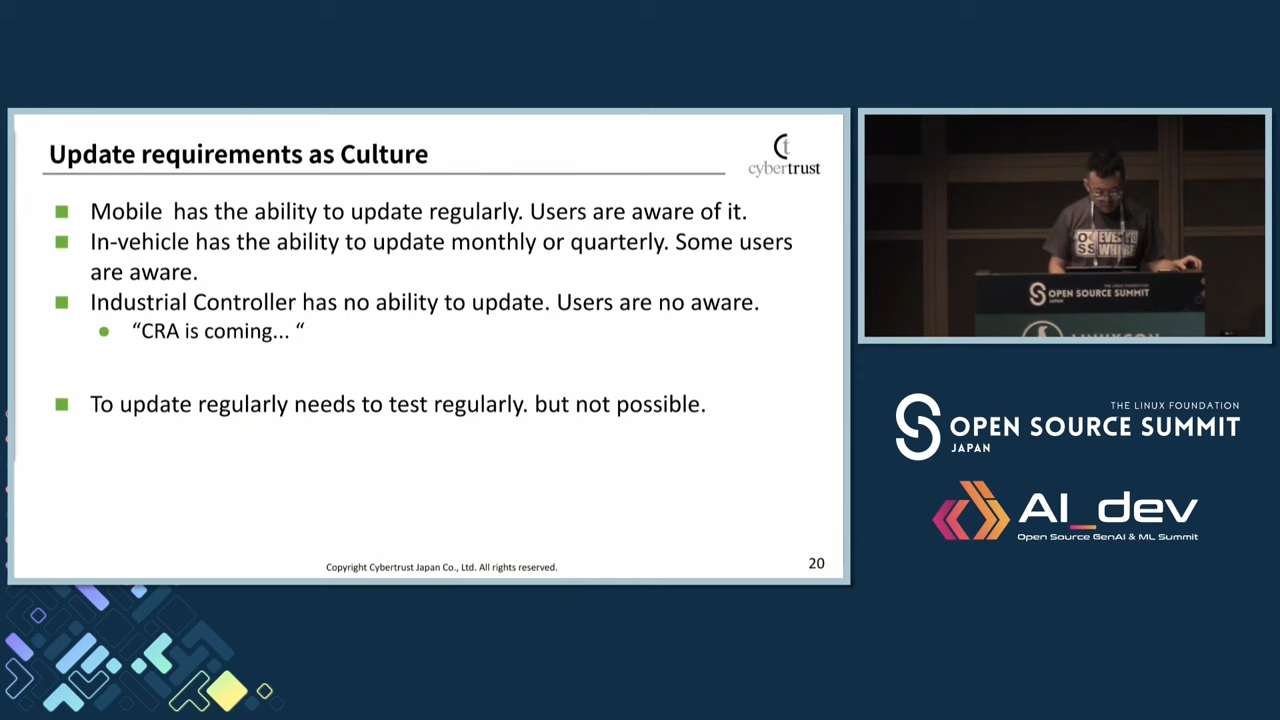 Update requirements as Culture
cybertrust
Mobile has the ability to update regularly. Users are aware of it.
In-vehicle has the ability to update monthly or quarterly. Some users
are aware.
Industrial Controller has no ability to update. Users are no aware.
“CRA is coming... “
To update regularly needs to test regularly. but not possible.
Copyright Cybertrust Japan Co., Ltd. All rights reserved.
20
OPEN SOURCE SUMMIT
JAPAN
THE LINUX FOUNDATION
OPEN SOURCE SUMMIT
JAPAN
AI_dev
Open Source GenAI & ML Summit